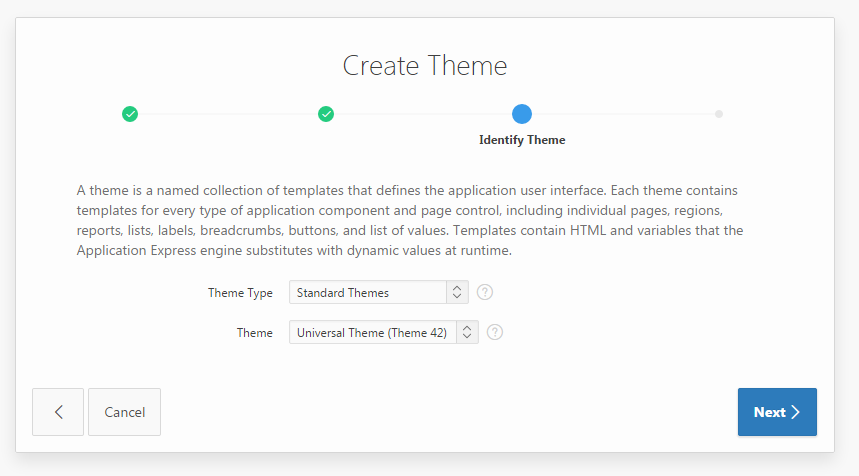 Create Theme
Identify Theme
A theme is a named collection of templates that defines the application user interface. Each theme contains
templates for every type of application component and page control, including individual pages, regions,
reports, lists, labels, breadcrumbs, buttons, and list of values. Templates contain HTML and variables that the
Application Express engine substitutes with dynamic values at runtime.
Theme Type Standard Themes ?
Theme Universal Theme (Theme 42) ?
Cancel Next